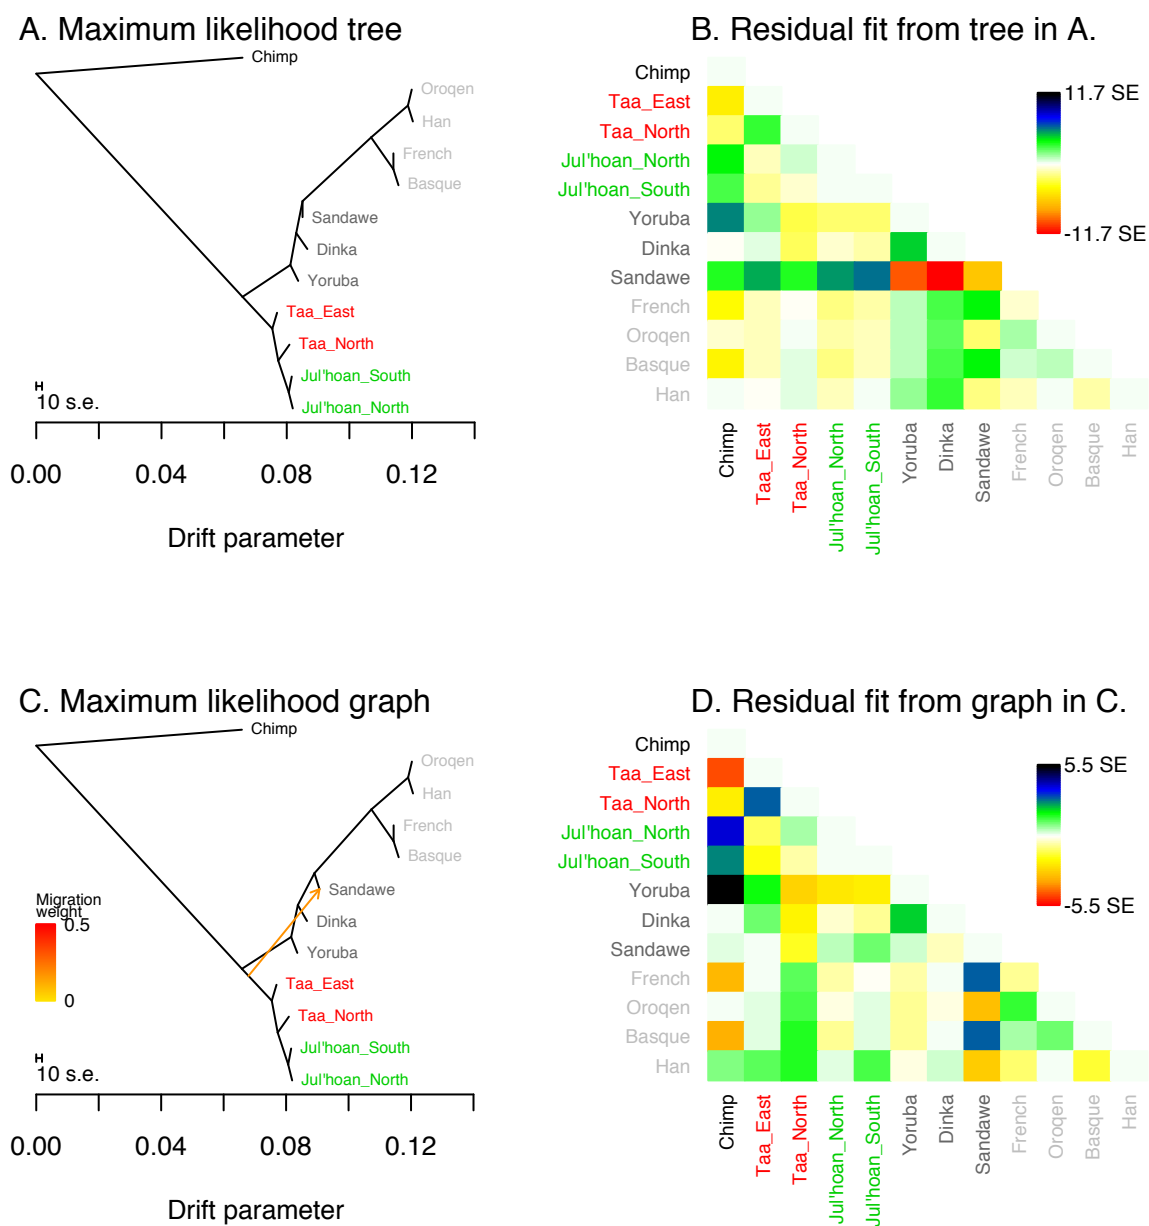 A. Maximum likelihood tree
Chimp
Oroqen
Han
French
Basque
Sandawe
Dinka
Yoruba
Taa_East
Taa_North
Jul'hoan_South
Jul'hoan_North
10 s.e.
0.00 0.04 0.08 0.12
Drift parameter
B. Residual fit from tree in A.
Chimp
Taa_East
Taa_North
Jul'hoan_North
Jul'hoan_South
Yoruba
Dinka
Sandawe
French
Oroqen
Basque
Han
11.7 SE
-11.7 SE
Chimp
Taa_East
Taa_North
Jul'hoan_North
Jul'hoan_South
Yoruba
Dinka
Sandawe
French
Oroqen
Basque
Han
C. Maximum likelihood graph
Chimp
Oroqen
Han
French
Basque
Sandawe
Dinka
Yoruba
Taa_East
Taa_North
Jul'hoan_South
Jul'hoan_North
Migration
weight
0.5
0
10 s.e.
0.00 0.04 0.08 0.12
Drift parameter
D. Residual fit from graph in C.
Chimp
Taa_East
Taa_North
Jul'hoan_North
Jul'hoan_South
Yoruba
Dinka
Sandawe
French
Oroqen
Basque
Han
5.5 SE
-5.5 SE
Chimp
Taa_East
Taa_North
Jul'hoan_North
Jul'hoan_South
Yoruba
Dinka
Sandawe
French
Oroqen
Basque
Han